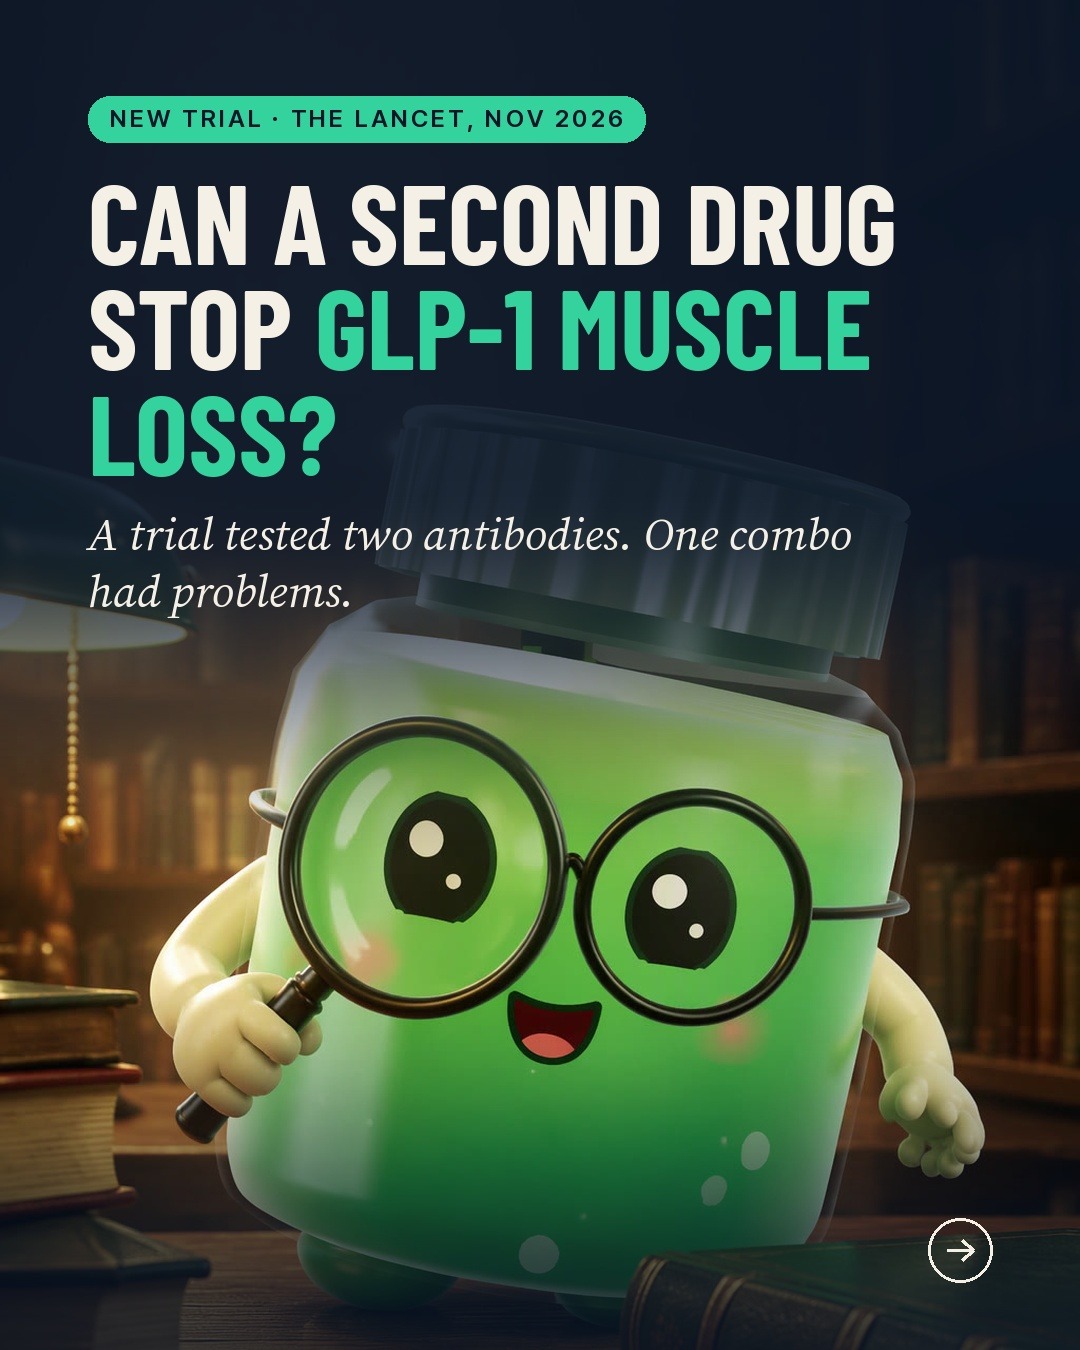 NEW TRIAL · THE LANCET, NOV 2026
CAN A SECOND DRUG
STOP GLP-1 MUSCLE
LOSS?
A trial tested two antibodies. One combo
had problems.